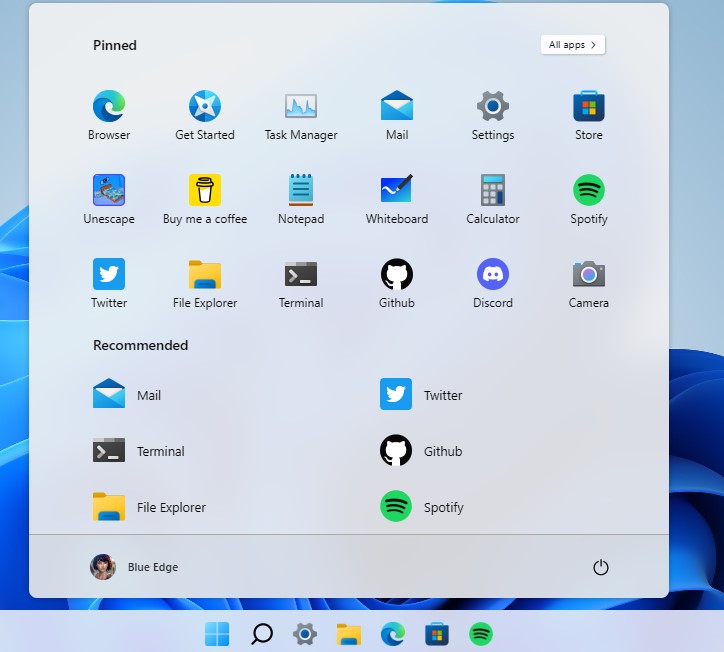 Pinned
All apps
Browser
Get Started
Task Manager
Mail
Settings
Store
Unescape
Buy me a coffee
Notepad
Whiteboard
Calculator
Spotify
Twitter
File Explorer
Terminal
Github
Discord
Camera
Recommended
Mail
Twitter
Terminal
Github
File Explorer
Spotify
Blue Edge